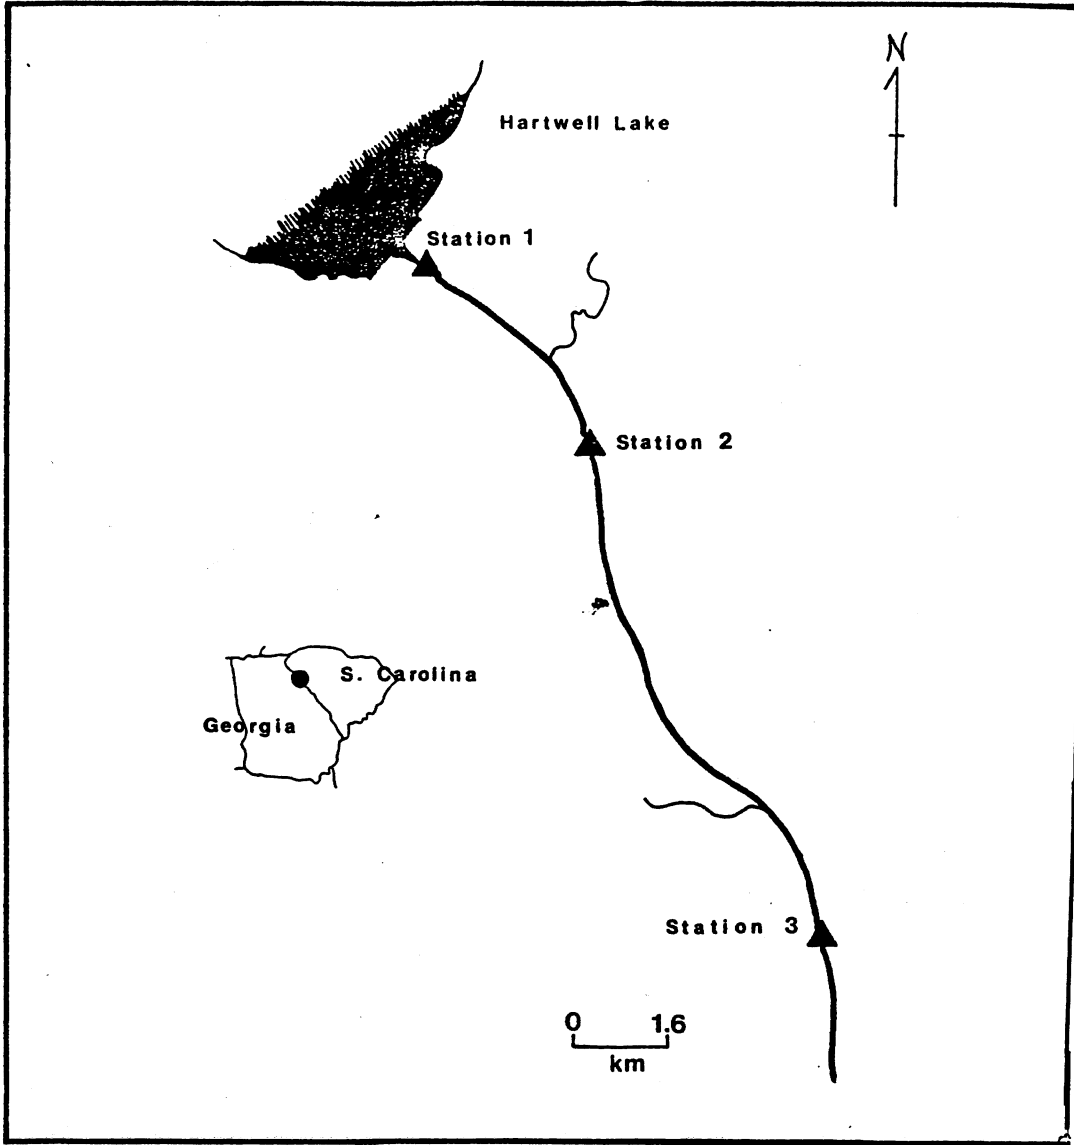 N
Hartwell Lake
Station 1
Station 2
S. Carolina
Georgia
Station 3
0 1.6
km